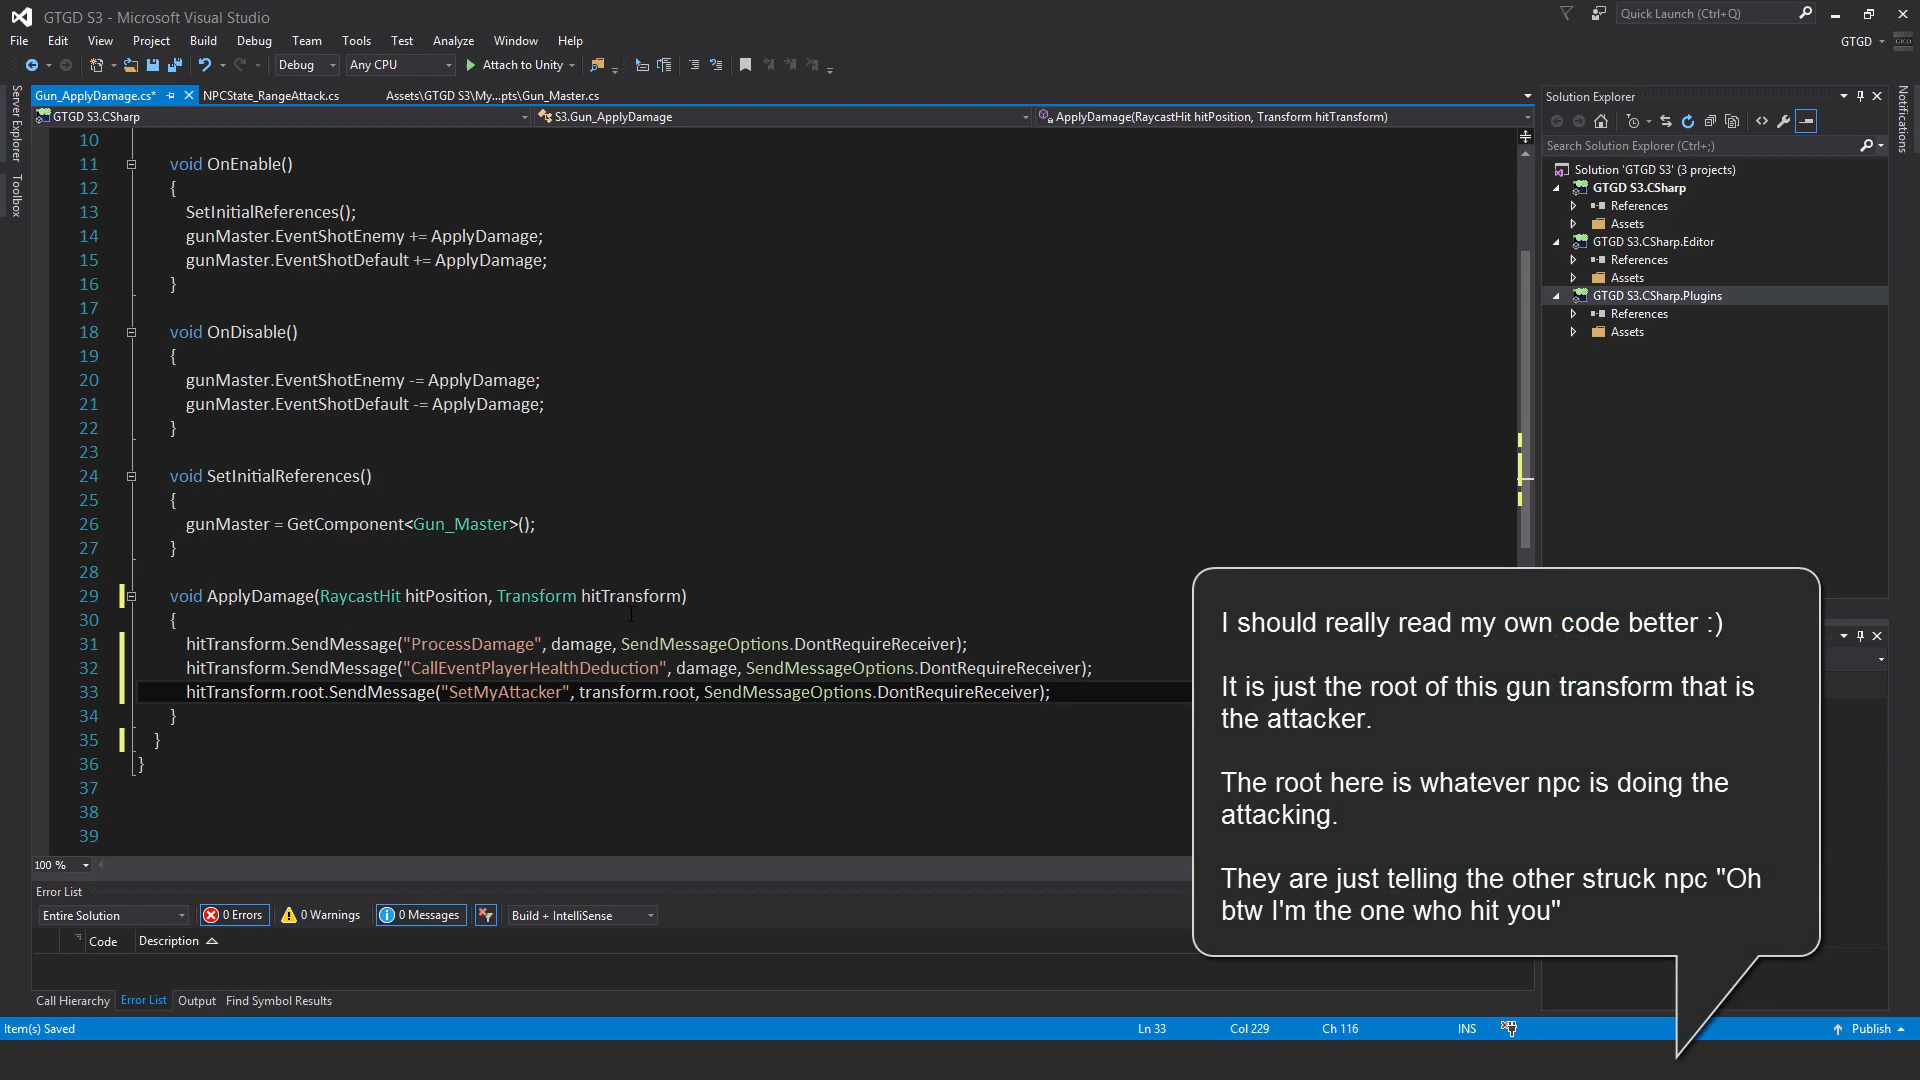 GTGD S3 - Microsoft Visual Studio
Quick Launch (Ctrl+Q)
File Edit View Project Build Debug Team Tools Test Analyze Window Help
GTGD
Debug Any CPU Attach to Unity
Server Explorer
Toolbox
Notifications
Gun_ApplyDamage.cs* NPCState_RangeAttack.cs Assets\GTGD S3\My...pts\Gun_Master.cs
GTGD S3.CSharp S3.Gun_ApplyDamage ApplyDamage(RaycastHit hitPosition, Transform hitTransform)
10
11 void OnEnable()
12 {
13 SetInitialReferences();
14 gunMaster.EventShotEnemy += ApplyDamage;
15 gunMaster.EventShotDefault += ApplyDamage;
16 }
17
18 void OnDisable()
19 {
20 gunMaster.EventShotEnemy -= ApplyDamage;
21 gunMaster.EventShotDefault -= ApplyDamage;
22 }
23
24 void SetInitialReferences()
25 {
26 gunMaster = GetComponent<Gun_Master>();
27 }
28
29 void ApplyDamage(RaycastHit hitPosition, Transform hitTransform)
30 {
31 hitTransform.SendMessage("ProcessDamage", damage, SendMessageOptions.DontRequireReceiver);
32 hitTransform.SendMessage("CallEventPlayerHealthDeduction", damage, SendMessageOptions.DontRequireReceiver);
33 hitTransform.root.SendMessage("SetMyAttacker", transform.root, SendMessageOptions.DontRequireReceiver);
34 }
35 }
36 }
37
38
39
100 %
Solution Explorer
Search Solution Explorer (Ctrl+;)
Solution 'GTGD S3' (3 projects)
GTGD S3.CSharp
References
Assets
GTGD S3.CSharp.Editor
References
Assets
GTGD S3.CSharp.Plugins
References
Assets
I should really read my own code better :)
It is just the root of this gun transform that is
the attacker.
The root here is whatever npc is doing the
attacking.
They are just telling the other struck npc "Oh
btw I'm the one who hit you"
Error List
Entire Solution 0 Errors 0 Warnings 0 Messages Build + IntelliSense
Code Description
Call Hierarchy Error List Output Find Symbol Results
Item(s) Saved Ln 33 Col 229 Ch 116 INS Publish